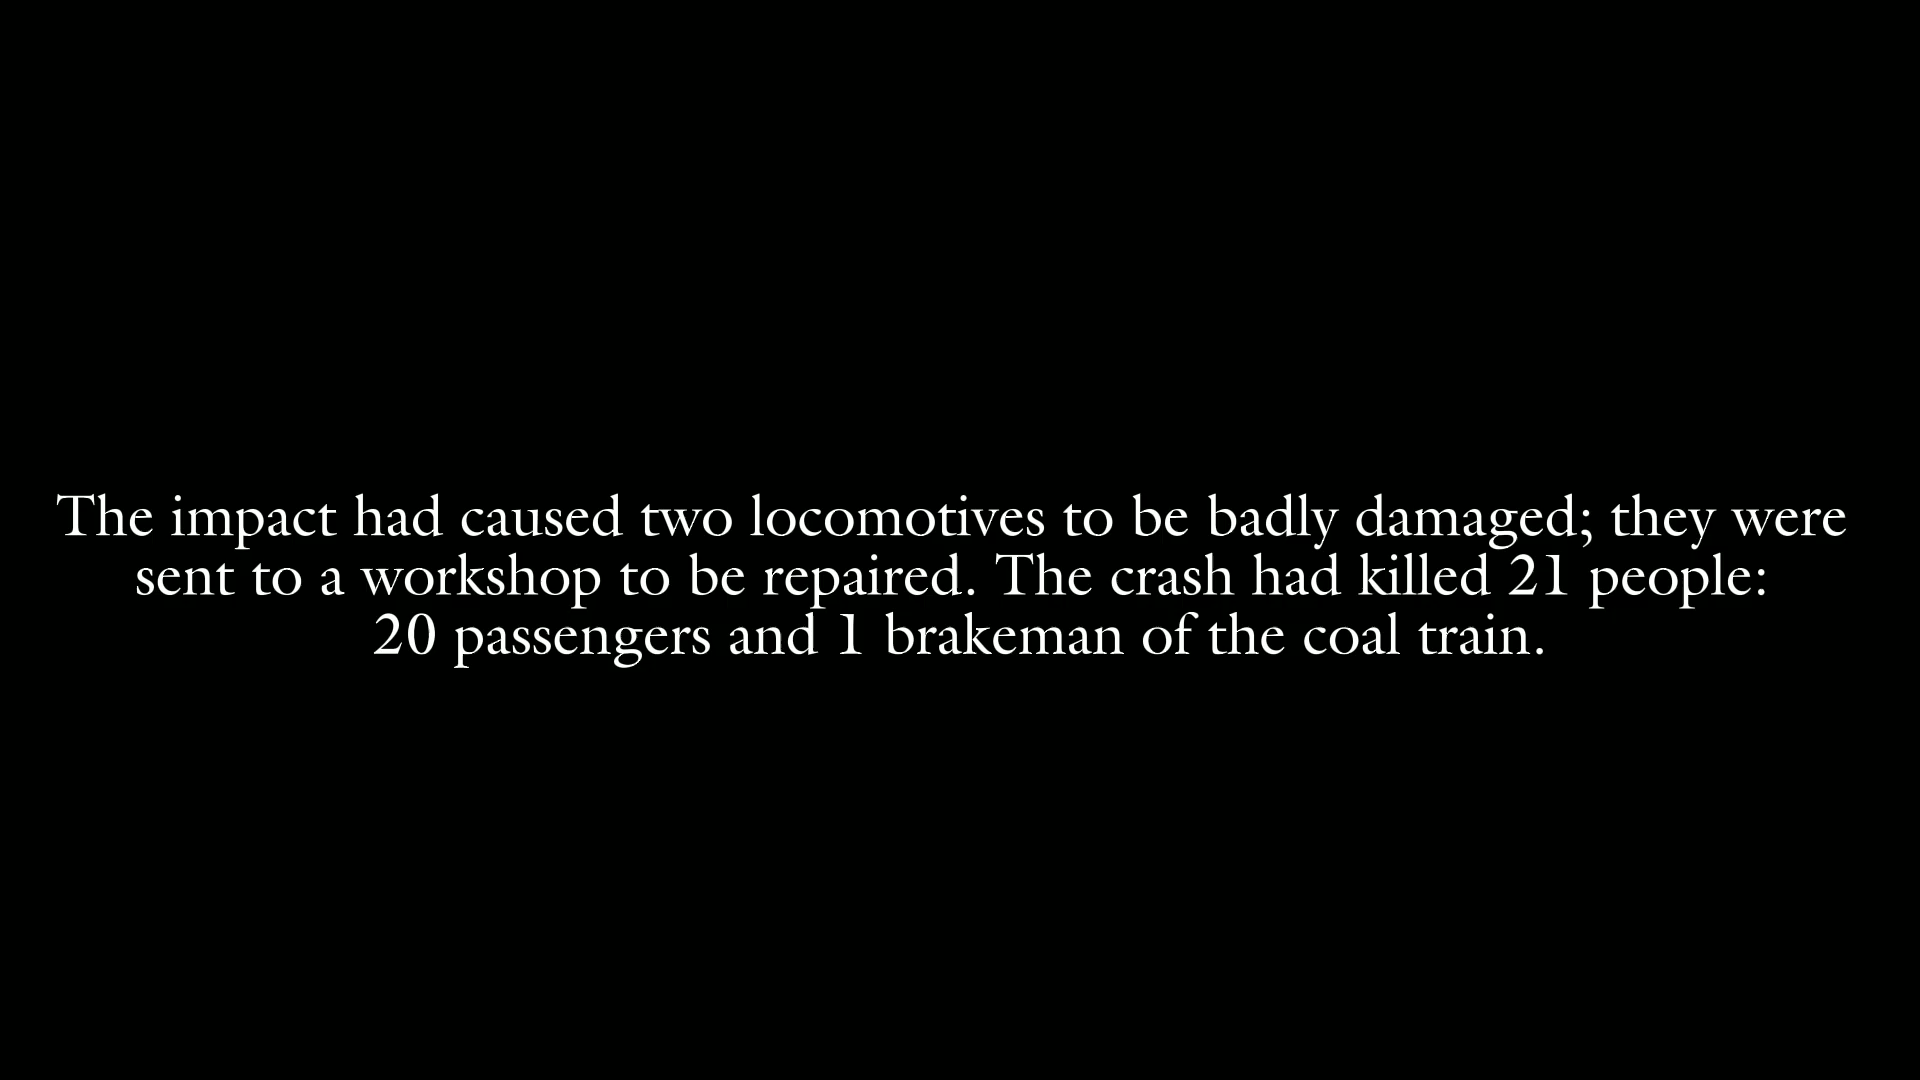 The impact had caused two locomotives to be badly damaged; they were
sent to a workshop to be repaired. The crash had killed 21 people:
20 passengers and 1 brakeman of the coal train.